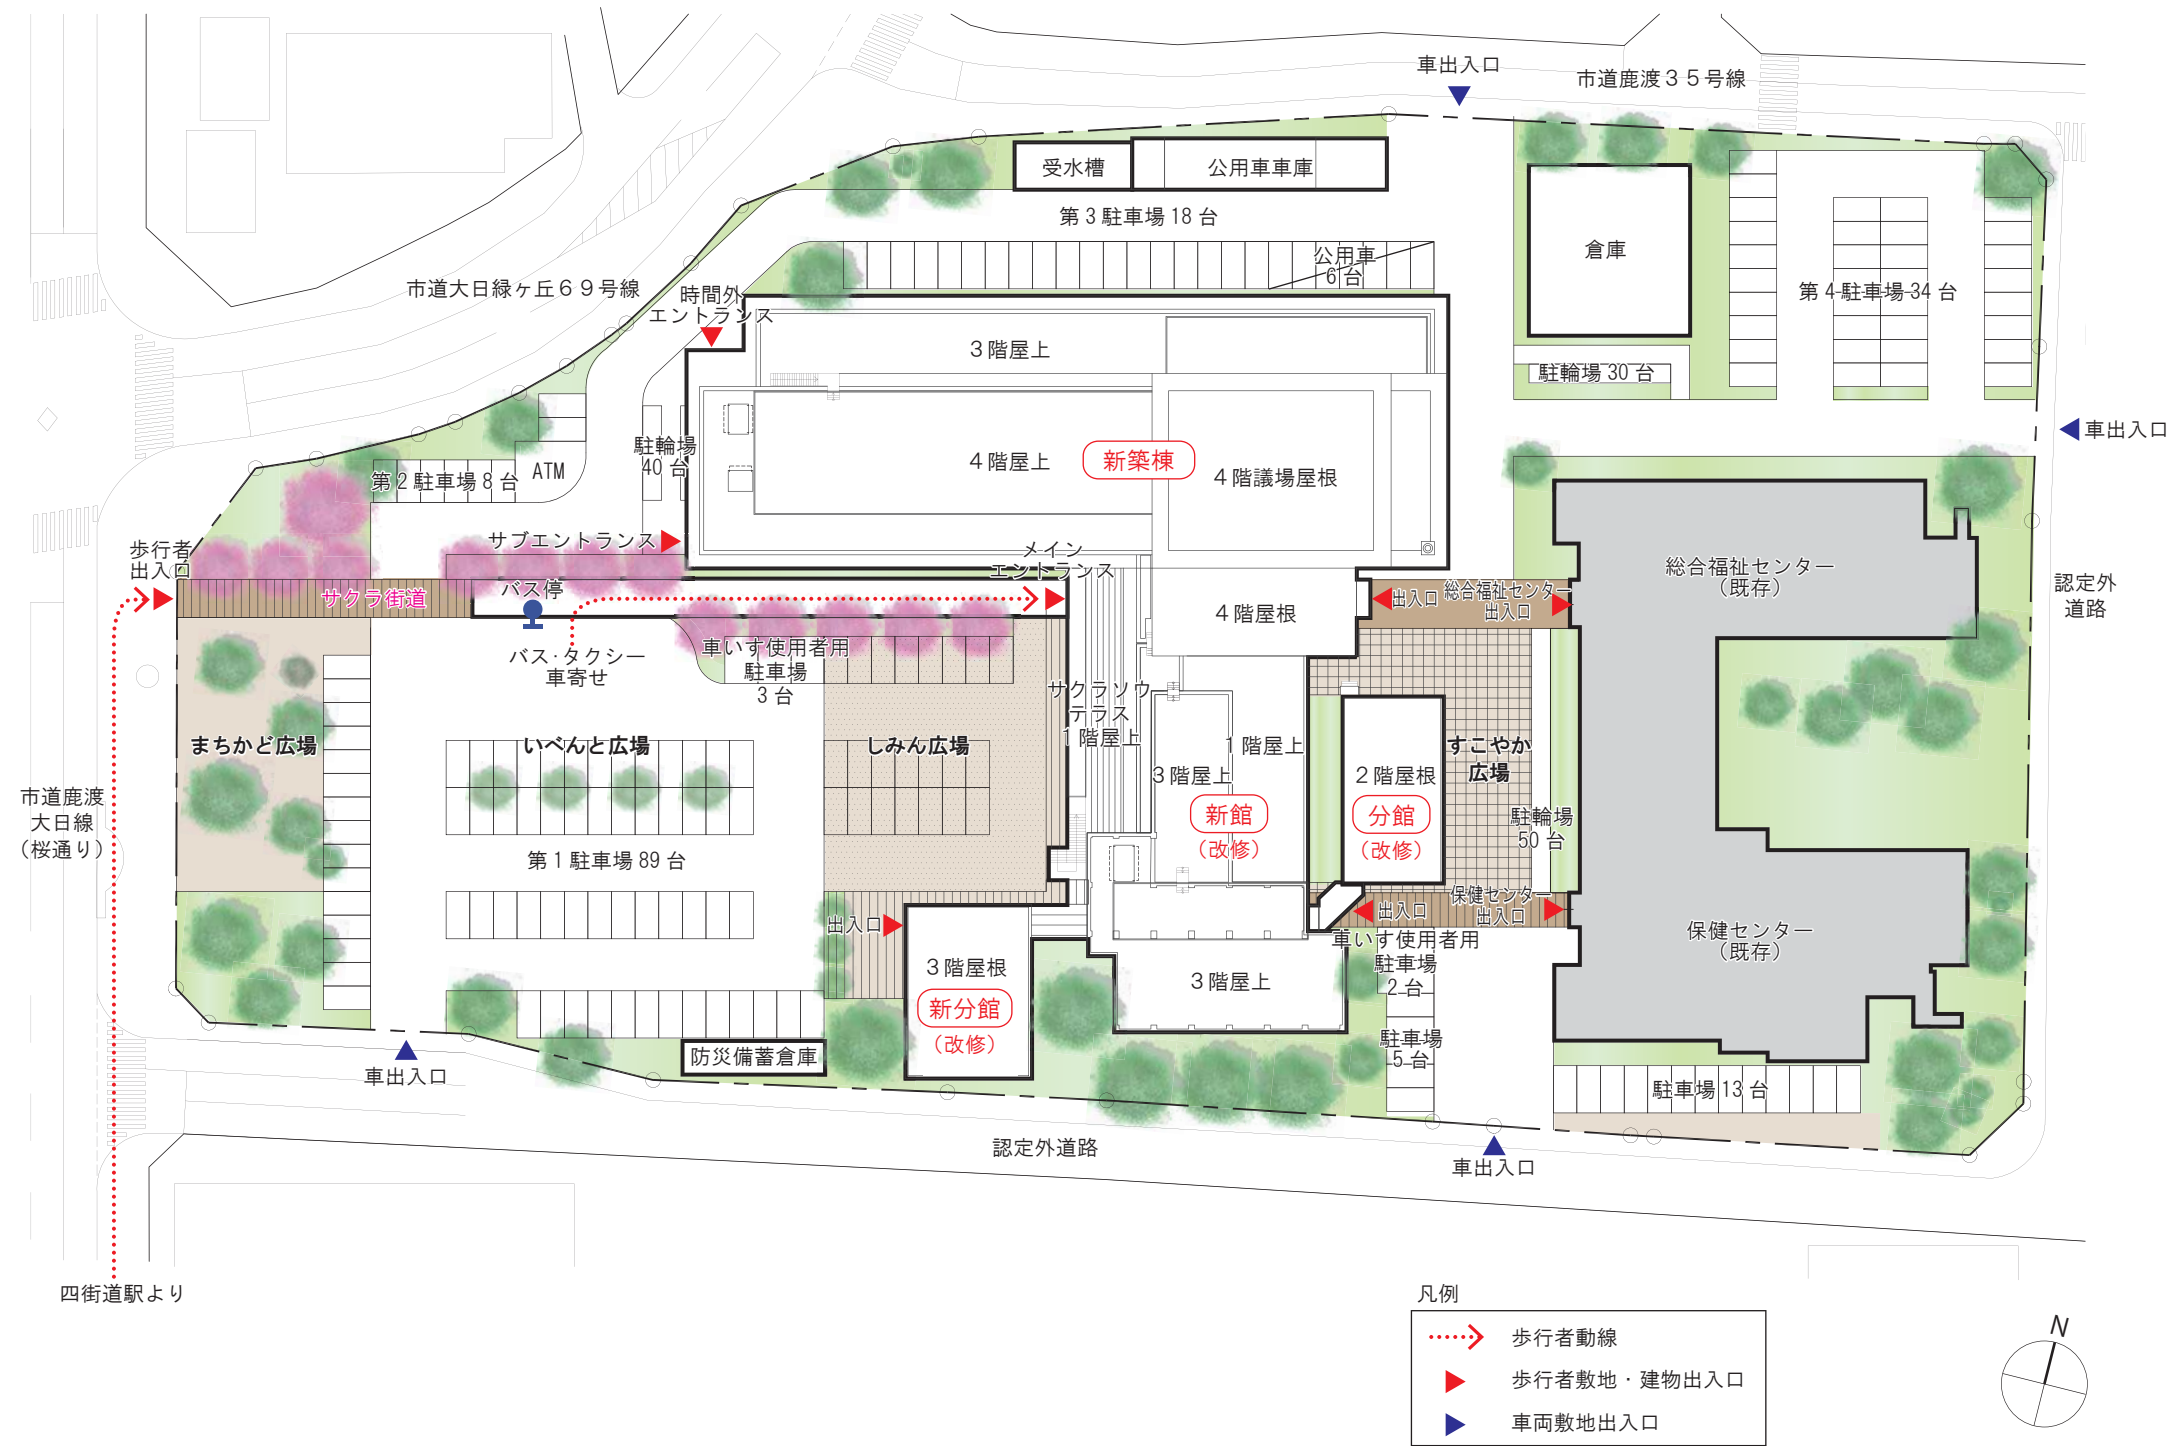 車出入口
市道鹿渡３５号線
受水槽
公用車車庫
第３駐車場 18 台
公用車
6 台
倉庫
第４駐車場 34 台
市道大日緑ヶ丘６９号線
時間外
エントランス
３階屋上
駐輪場 30 台
車出入口
駐輪場
40 台
４階屋上
新築棟
４階議場屋根
第２駐車場 8 台
ATM
サブエントランス
メイン
エントランス
歩行者
出入口
サクラ街道
バス停
バス・タクシー
車寄せ
４階屋根
出入口
総合福祉センター
出入口
総合福祉センター
（既存）
認定外
道路
車いす使用者用
駐車場
3 台
サクラソウ
テラス
１階屋上
まちかど広場
いべんと広場
しみん広場
１階屋上
３階屋上
新館
（改修）
２階屋根
分館
（改修）
すこやか
広場
駐輪場
50 台
市道鹿渡
大日線
（桜通り）
第１駐車場 89 台
出入口
出入口
保健センター
出入口
保健センター
（既存）
車いす使用者用
駐車場
2 台
３階屋根
新分館
（改修）
３階屋上
駐車場
5 台
防災備蓄倉庫
車出入口
駐車場 13 台
認定外道路
車出入口
四街道駅より
凡例
歩行者動線
歩行者敷地・建物出入口
車両敷地出入口
N